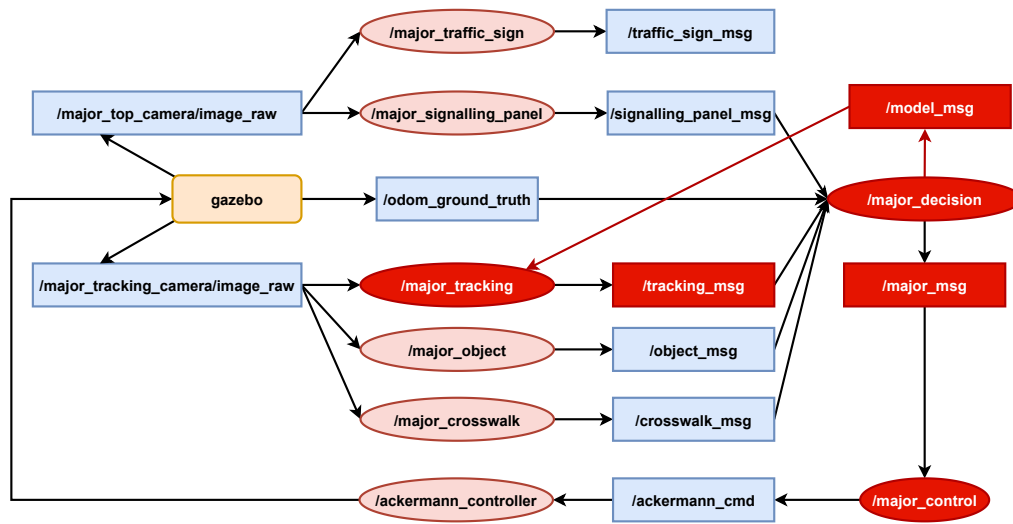 /major_traffic_sign
/traffic_sign_msg
/major_top_camera/image_raw
/major_signalling_panel
/signalling_panel_msg
/model_msg
gazebo
/odom_ground_truth
/major_decision
/major_tracking_camera/image_raw
/major_tracking
/tracking_msg
/major_msg
/major_object
/object_msg
/major_crosswalk
/crosswalk_msg
/ackermann_controller
/ackermann_cmd
/major_control